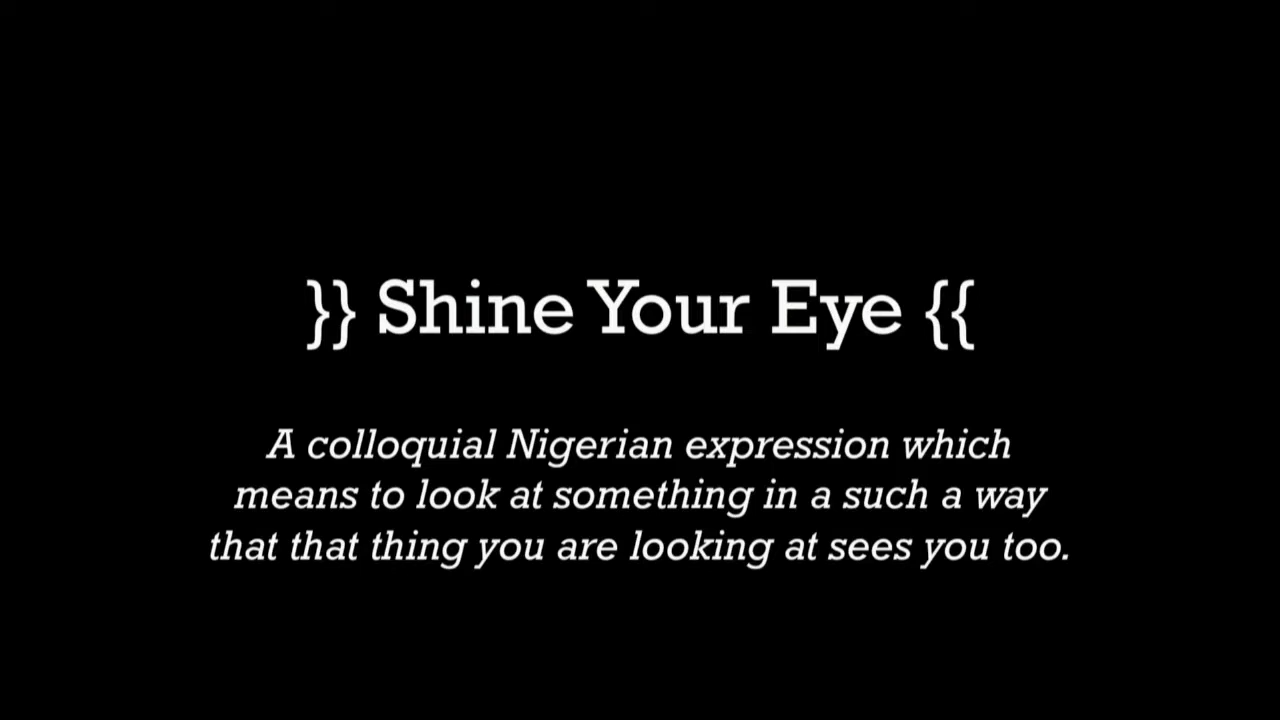 }} Shine Your Eye {{
A colloquial Nigerian expression which
means to look at something in a such a way
that that thing you are looking at sees you too.